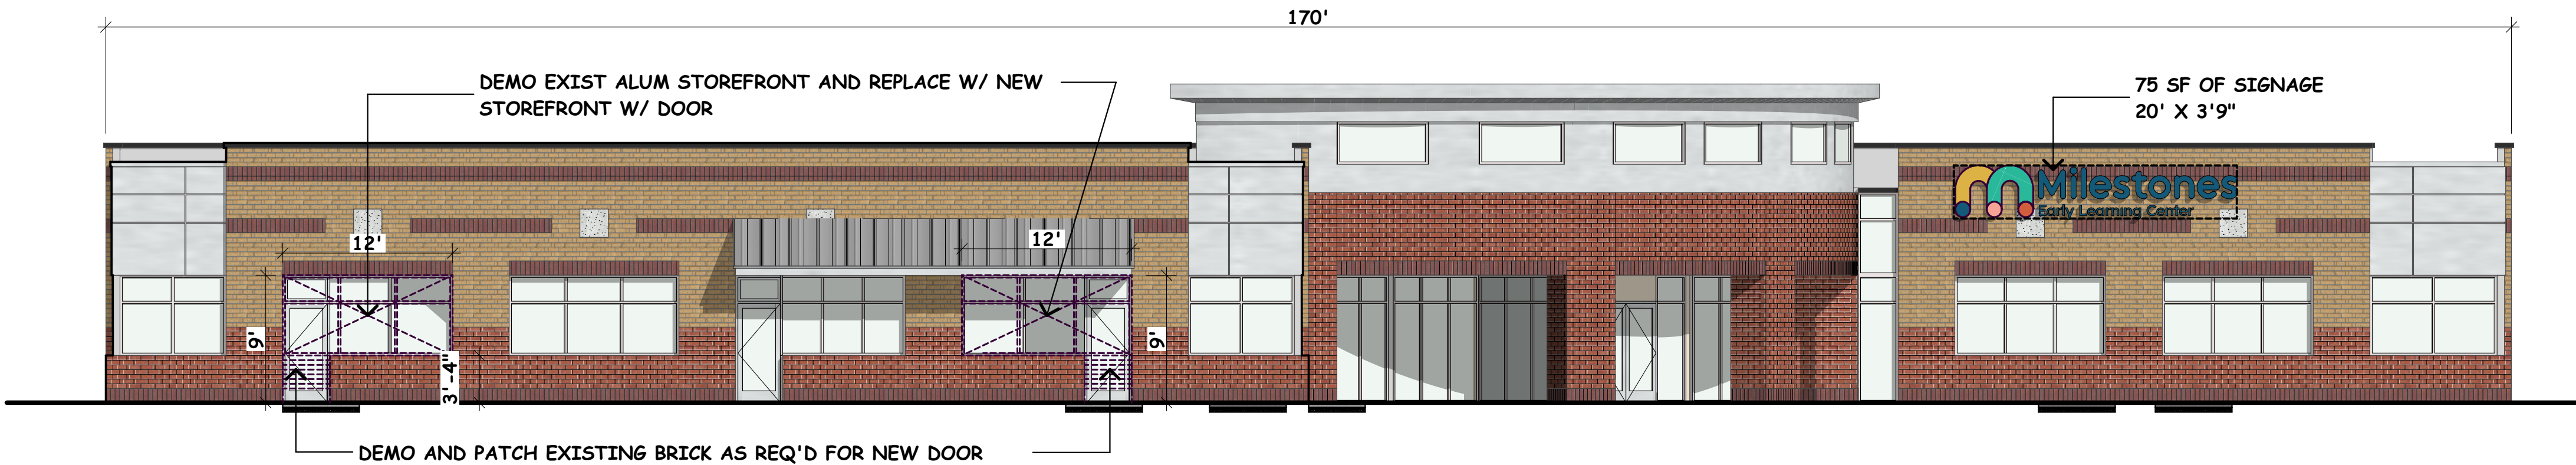 170'
DEMO EXIST ALUM STOREFRONT AND REPLACE W/ NEW
STOREFRONT W/ DOOR
75 SF OF SIGNAGE
20' X 3'9"
Milestones
Early Learning Center
12'
12'
9'
3'-4"
9'
DEMO AND PATCH EXISTING BRICK AS REQ'D FOR NEW DOOR